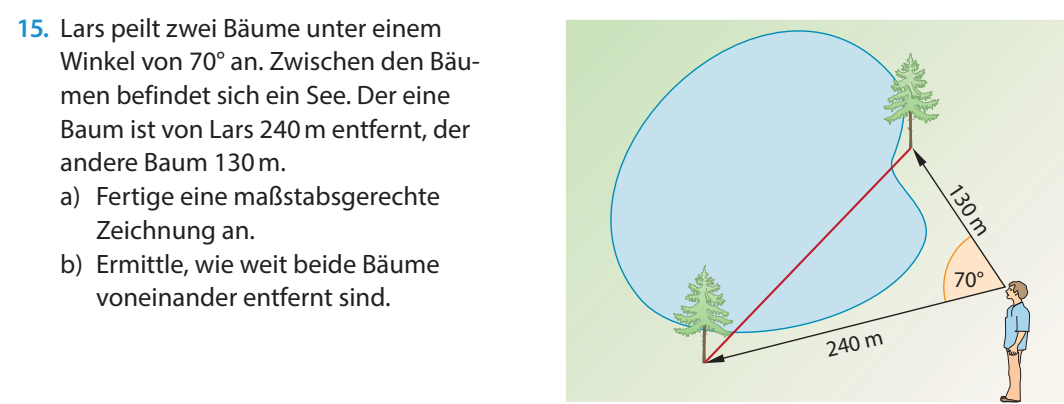 15. Lars peilt zwei Bäume unter einem
Winkel von 70° an. Zwischen den Bäu-
men befindet sich ein See. Der eine
Baum ist von Lars 240 m entfernt, der
andere Baum 130 m.
a) Fertige eine maßstabsgerechte
Zeichnung an.
b) Ermittle, wie weit beide Bäume
voneinander entfernt sind.
130 m
70°
240 m